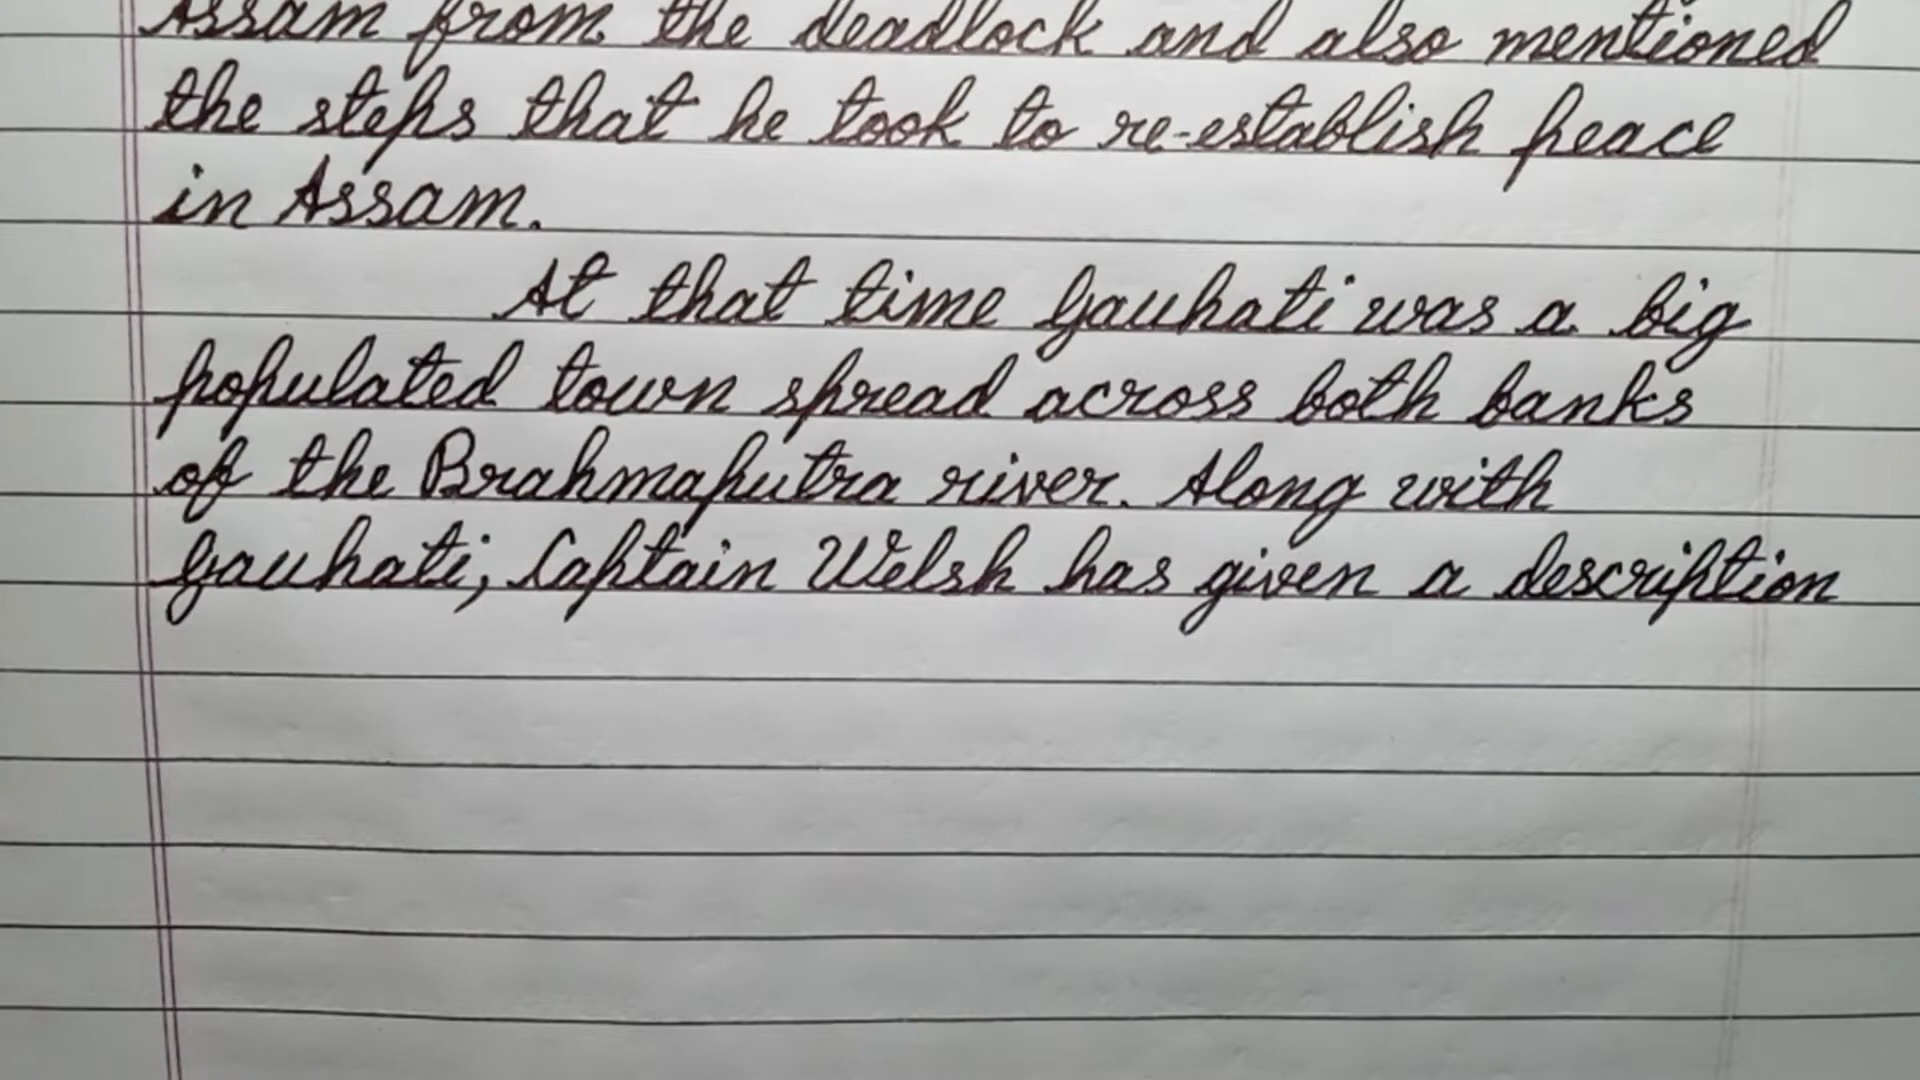 Assam from the deadlock and also mentioned
the steps that he took to re-establish peace
in Assam.
At that time Gauhati was a big
populated town spread across both banks
of the Brahmaputra river. Along with
Gauhati, Captain Welsh has given a description